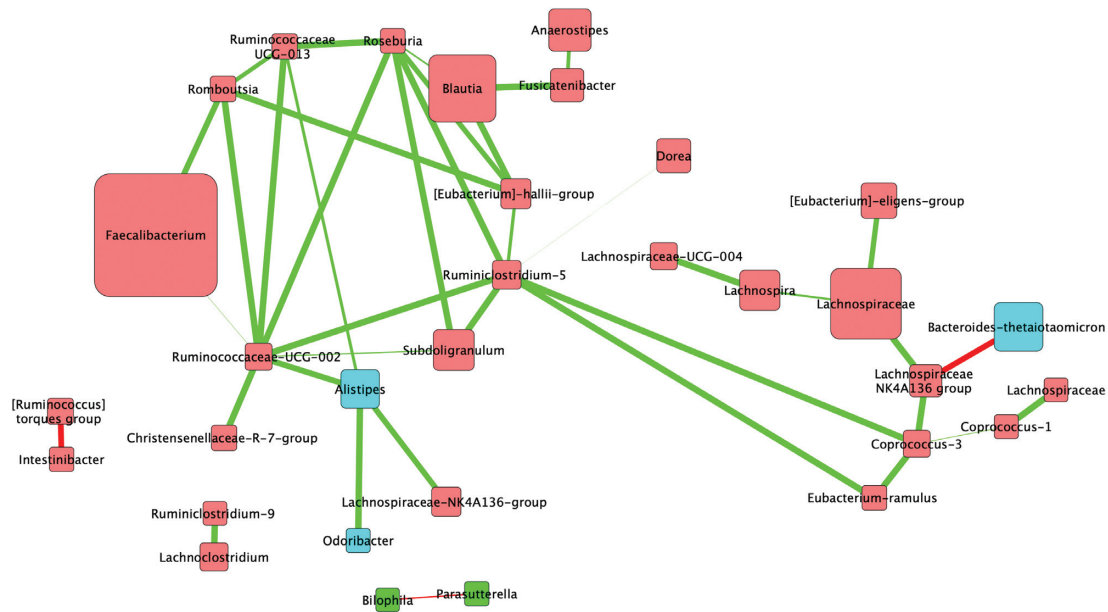 Anaerostipes
Ruminococcaceae
UCG-013
Roseburia
Blautia
Fusicatenibacter
Romboutsia
Dorea
[Eubacterium]-hallii-group
[Eubacterium]-eligens-group
Faecalibacterium
Lachnospiraceae-UCG-004
Ruminiclostridium-5
Lachnospira
Lachnospiraceae
Bacteroides-thetaiotaomicron
Subdoligranulum
Ruminococcaceae-UCG-002
Lachnospiraceae
NK4A136 group
Alistipes
Lachnospiraceae
[Ruminococcus]
torques group
Christensenellaceae-R-7-group
Coprococcus-1
Coprococcus-3
Intestinibacter
Lachnospiraceae-NK4A136-group
Eubacterium-ramulus
Ruminiclostridium-9
Odoribacter
Lachnoclostridium
Parasutterella
Bilophila